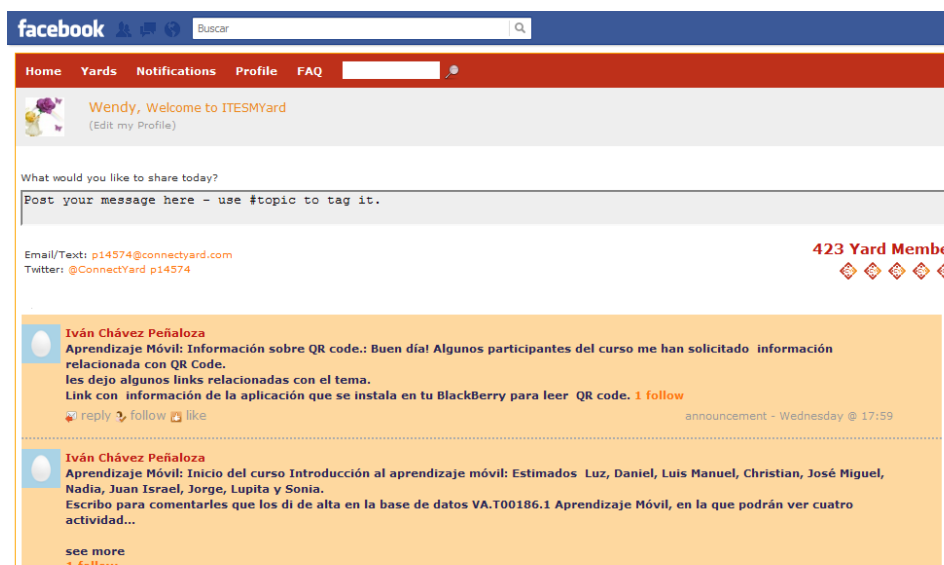 facebook Buscar
Home Yards Notifications Profile FAQ
Wendy, Welcome to ITESMYard
(Edit my Profile)
What would you like to share today?
Post your message here - use #topic to tag it.
Email/Text: p14574@connectyard.com
Twitter: @ConnectYard p14574
423 Yard Membe
Iván Chávez Peñaloza
Aprendizaje Móvil: Información sobre QR code.: Buen día! Algunos participantes del curso me han solicitado información
relacionada con QR Code.
les dejo algunos links relacionadas con el tema.
Link con información de la aplicación que se instala en tu BlackBerry para leer QR code. 1 follow
reply follow like announcement - Wednesday @ 17:59
Iván Chávez Peñaloza
Aprendizaje Móvil: Inicio del curso Introducción al aprendizaje móvil: Estimados Luz, Daniel, Luis Manuel, Christian, José Miguel,
Nadia, Juan Israel, Jorge, Lupita y Sonia.
Escribo para comentarles que los di de alta en la base de datos VA.T00186.1 Aprendizaje Móvil, en la que podrán ver cuatro
actividad...
see more
1 follow